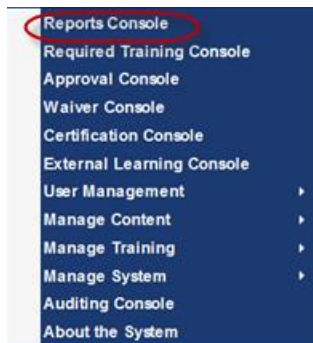 Reports Console
Required Training Console
Approval Console
Waiver Console
Certification Console
External Learning Console
User Management
Manage Content
Manage Training
Manage System
Auditing Console
About the System